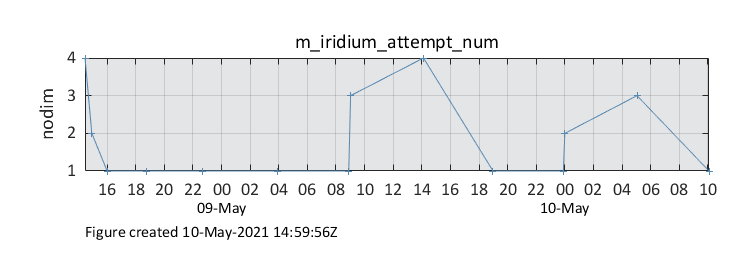 m_iridium_attempt_num
nodim
4
3
2
1
16 18 20 22 00 02 04 06 08 10 12 14 16 18 20 22 00 02 04 06 08 10
09-May 10-May
Figure created 10-May-2021 14:59:56Z